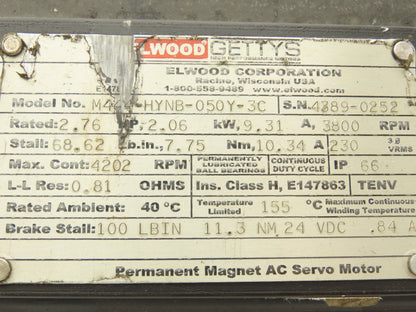 ELWOOD GETTYS
HIGH PERFORMANCE MOTORS
ELWOOD CORPORATION
Racine, Wisconsin USA
1-800-558-9489 www.elwood.com
Model No. HYNB-050Y-3C S.N. 4389-0252
Rated: 2.76 HP, 2.06 kW, 9.31 A, 3800 RPM
Stall: 68.62 Lb.in., 7.75 Nm, 10.34 A 230 3Ø VRMS
Max. Cont: 4202 RPM PERMANENTLY LUBRICATED BALL BEARINGS CONTINUOUS DUTY CYCLE IP 66
L-L Res: 0.81 OHMS Ins. Class H, E147863 TENV
Rated Ambient: 40 °C Temperature Limited 155 °C Maximum Continuous Winding Temperature
Brake Stall: 100 LBIN 11.3 NM 24 VDC .84 A
Permanent Magnet AC Servo Motor